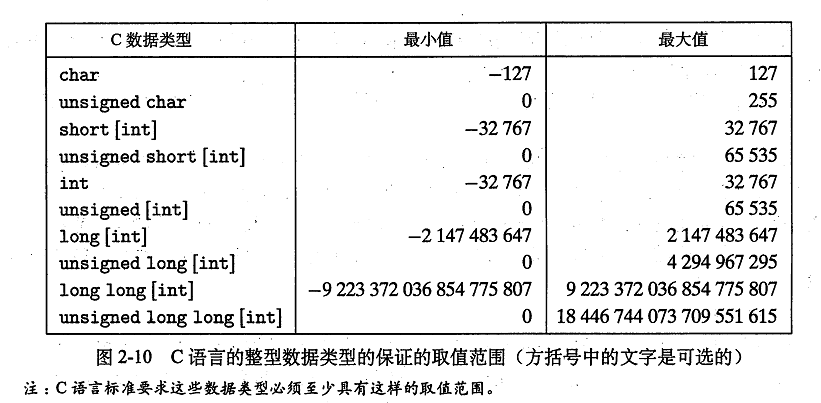 C 数据类型 最小值 最大值
char −127 127
unsigned char 0 255
short [int] −32 767 32 767
unsigned short [int] 0 65 535
int −32 767 32 767
unsigned [int] 0 65 535
long [int] −2 147 483 647 2 147 483 647
unsigned long [int] 0 4 294 967 295
long long [int] −9 223 372 036 854 775 807 9 223 372 036 854 775 807
unsigned long long [int] 0 18 446 744 073 709 551 615
图 2-10 C 语言的整型数据类型的保证的取值范围（方括号中的文字是可选的）
注：C 语言标准要求这些数据类型必须至少具有这样的取值范围。